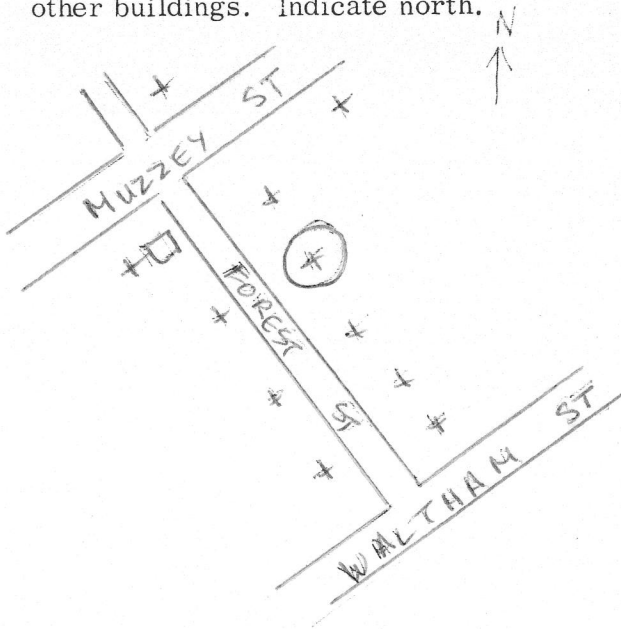 other buildings. Indicate north.
N
MUZZEY ST
FOREST ST
WALTHAM ST